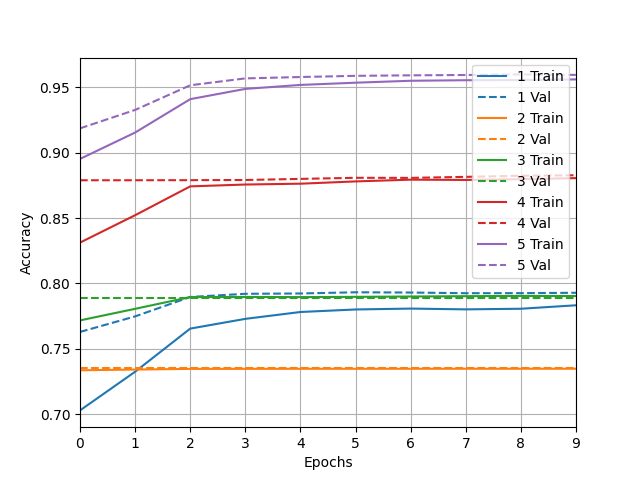 0.95
0.90
0.85
0.80
0.75
0.70
Accuracy
0 1 2 3 4 5 6 7 8 9
Epochs
1 Train
1 Val
2 Train
2 Val
3 Train
3 Val
4 Train
4 Val
5 Train
5 Val